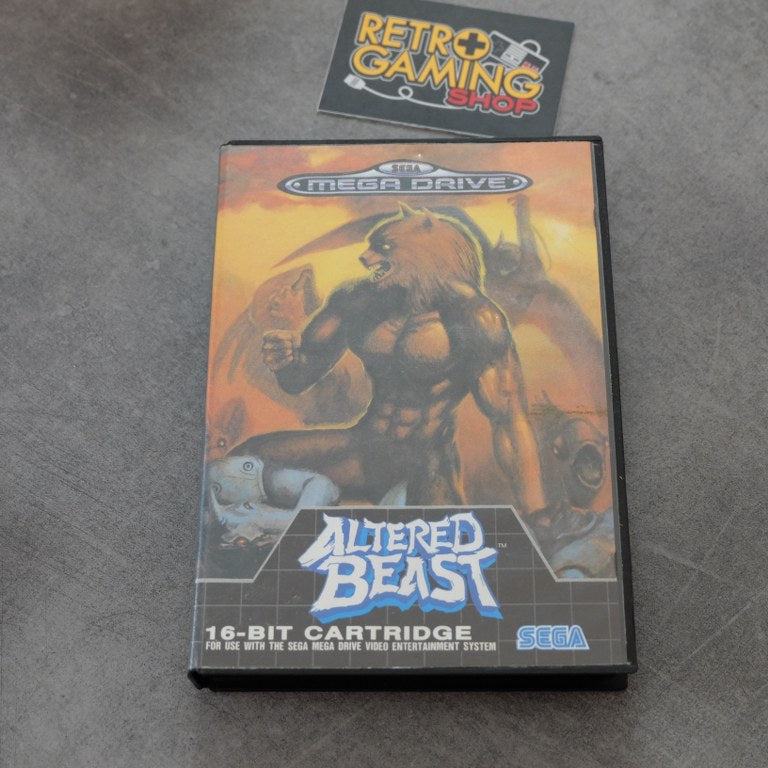 RETRO
GAMING
SHOP
SEGA
MEGA DRIVE
ALTERED
BEAST™
16-BIT CARTRIDGE
FOR USE WITH THE SEGA MEGA DRIVE VIDEO ENTERTAINMENT SYSTEM
SEGA